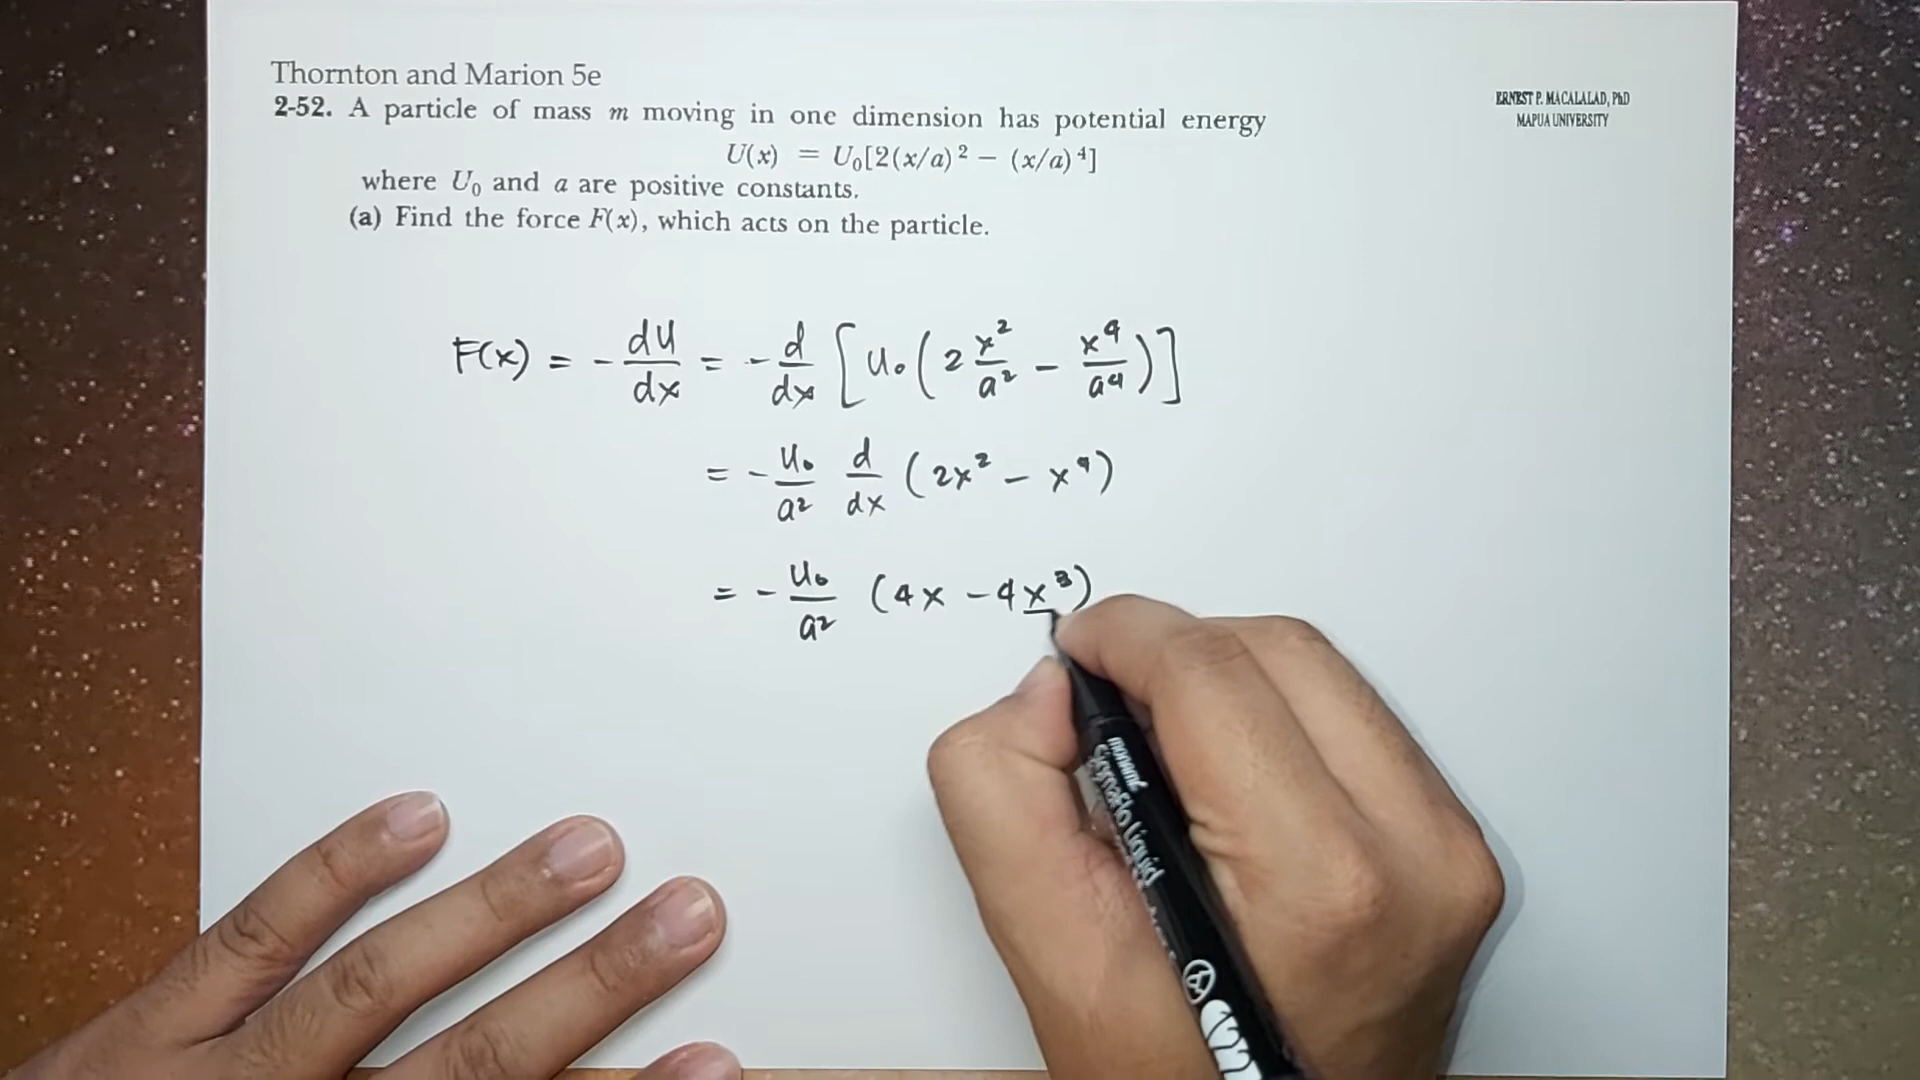 Thornton and Marion 5e
ERNEST P. MACALALAD, PhD
MAPUA UNIVERSITY
2-52. A particle of mass m moving in one dimension has potential energy
U(x) = U₀[2(x/a)² − (x/a)⁴]
where U₀ and a are positive constants.
(a) Find the force F(x), which acts on the particle.
F(x) = - dU/dx = - d/dx [U₀(2 x²/a² - x⁴/a⁴)]
= - U₀/a² d/dx (2x² - x⁴)
= - U₀/a² (4x - 4x³)
monami
SigmaFlo Liquid